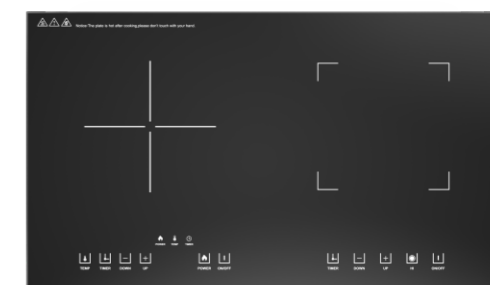 Notice:The plate is hot after cooking,please don't touch with your hand.
POWER TEMP TIMER
TEMP TIMER DOWN UP POWER ON/OFF
TIMER DOWN UP IR ON/OFF